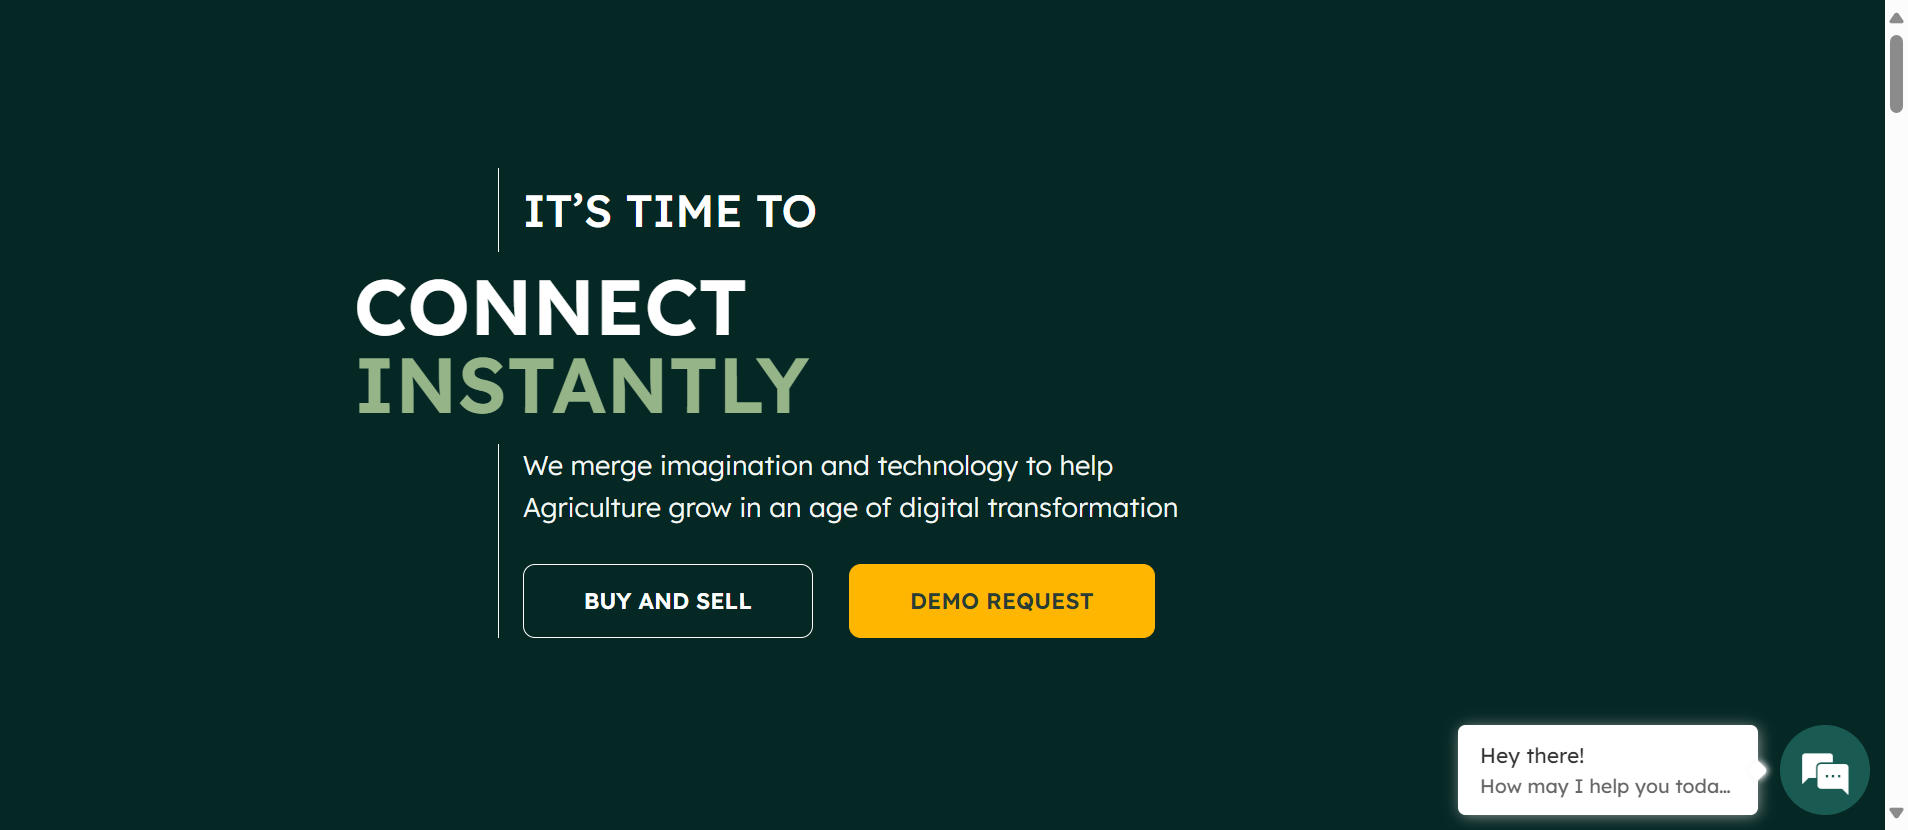 IT’S TIME TO
CONNECT
INSTANTLY
We merge imagination and technology to help
Agriculture grow in an age of digital transformation
BUY AND SELL
DEMO REQUEST
Hey there!
How may I help you toda...